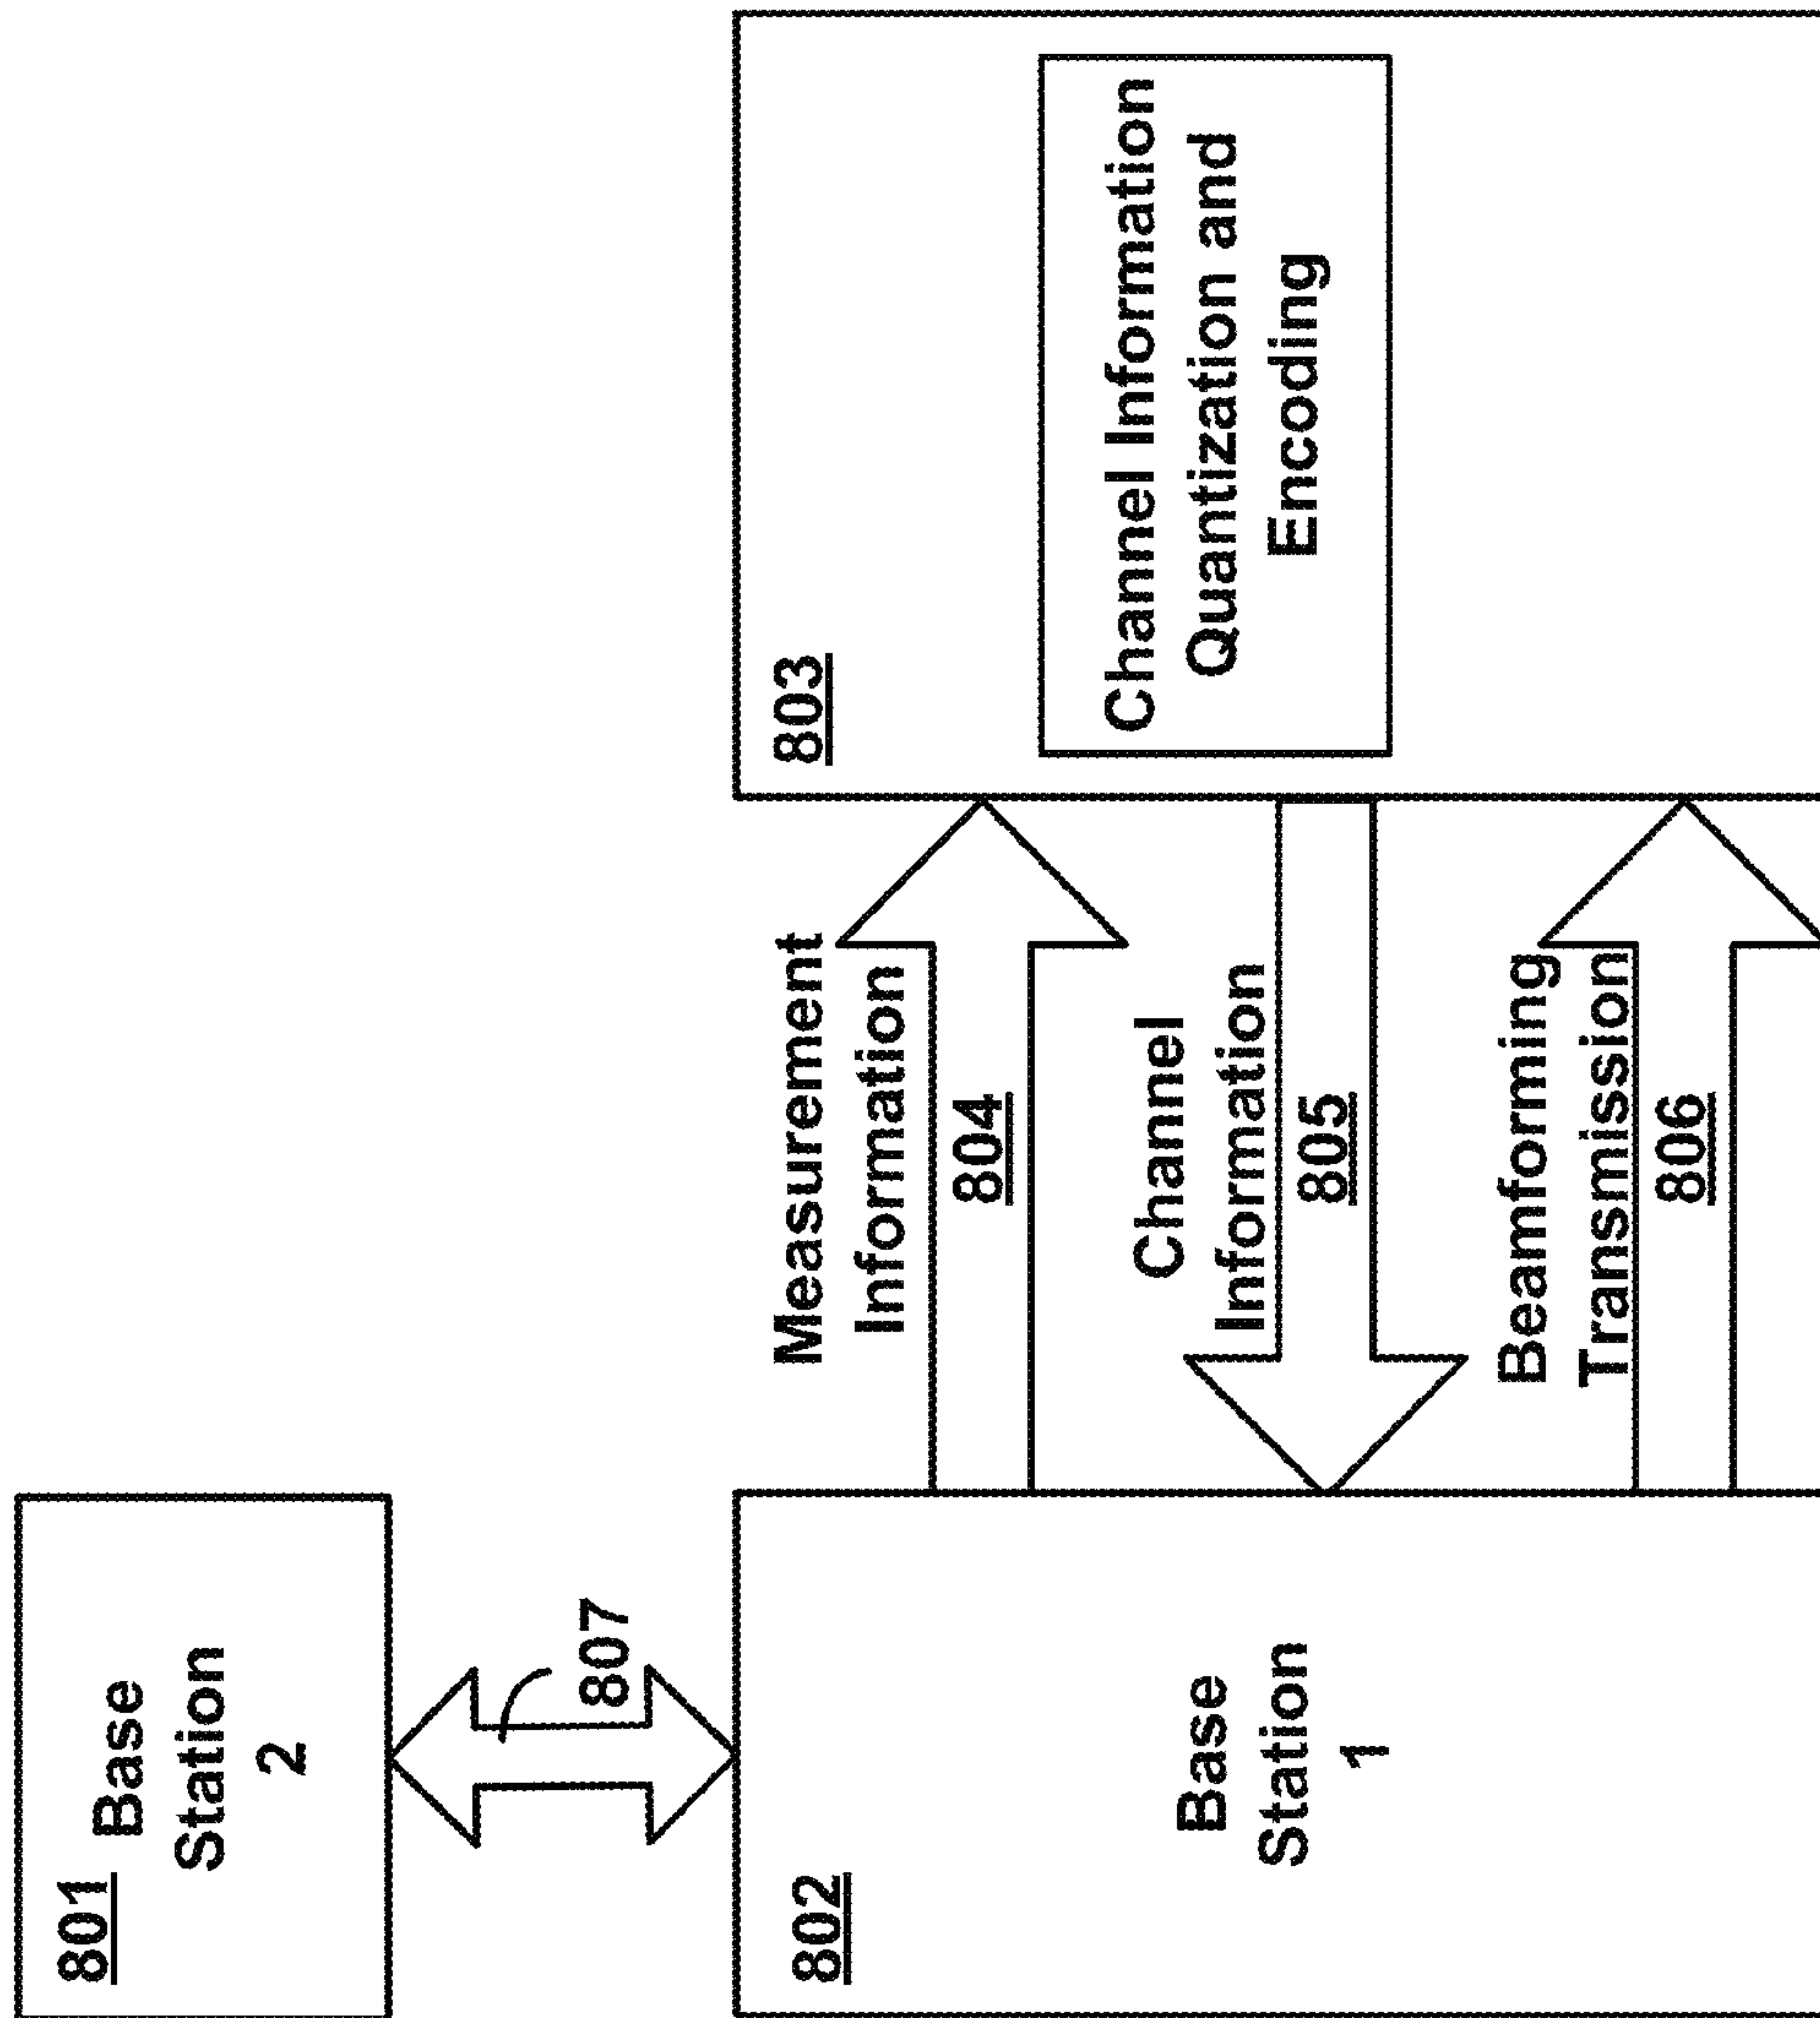 801
Base
Station
2
807
802
Base
Station
1
Measurement
Information
804
Channel
Information
805
Beamforming
Transmission
806
803
Channel Information
Quantization and
Encoding